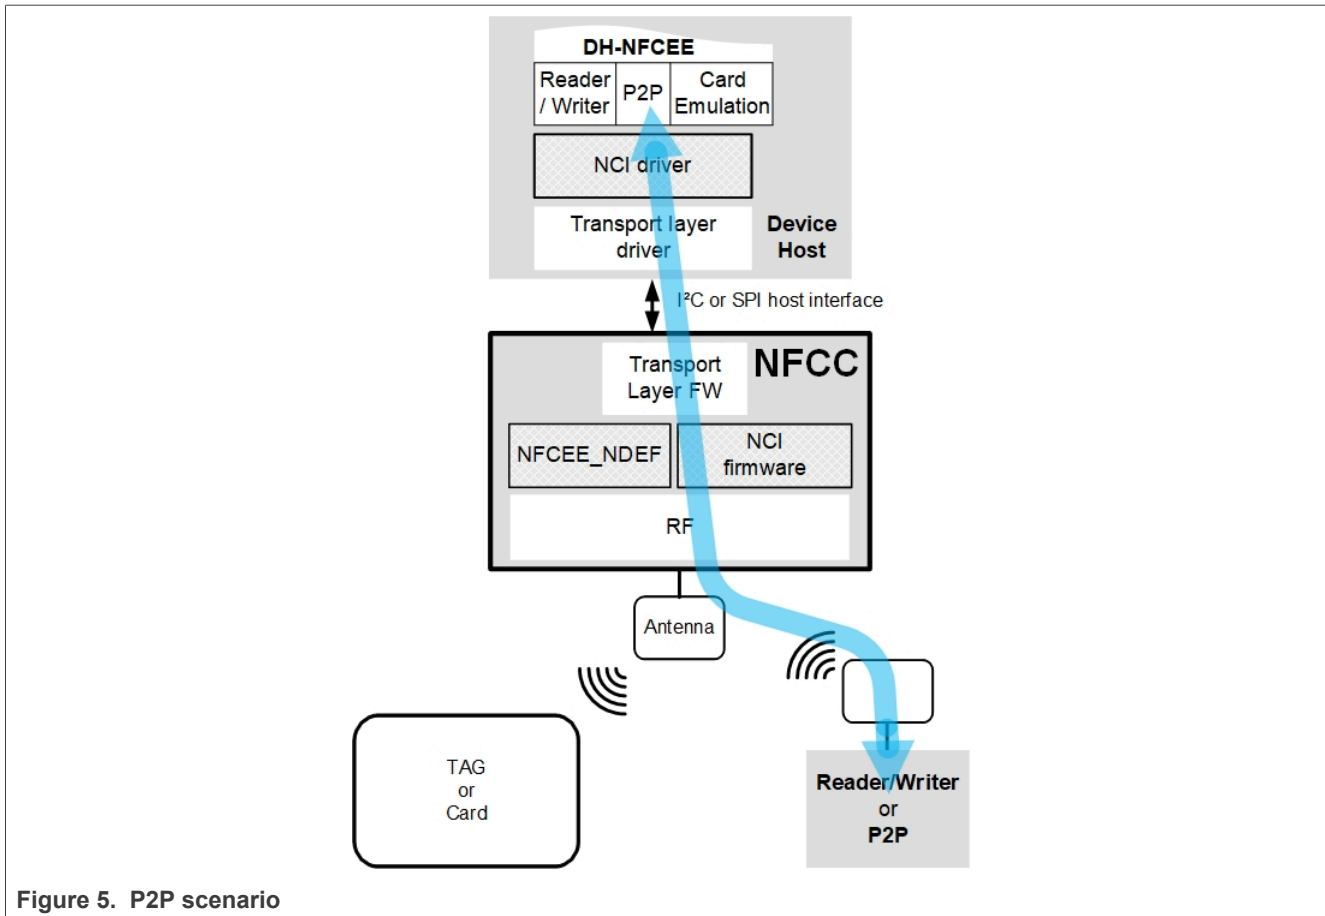 DH-NFCEE
Reader
/ Writer
P2P
Card
Emulation
NCI driver
Transport layer
driver
Device
Host
I²C or SPI host interface
NFCC
Transport
Layer FW
NFCEE_NDEF
NCI
firmware
RF
Antenna
TAG
or
Card
Reader/Writer
or
P2P
Figure 5. P2P scenario